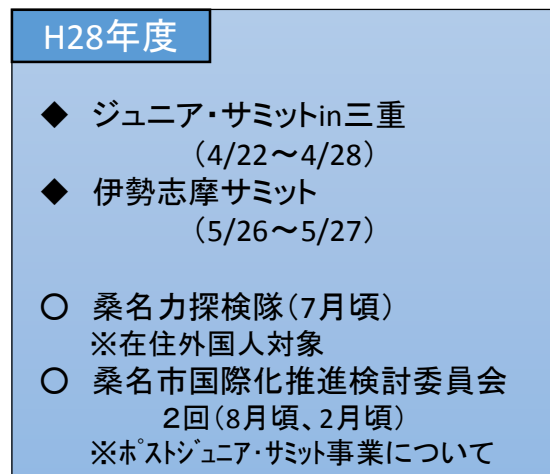 H28年度
◆ ジュニア・サミットin三重
(4/22～4/28)
◆ 伊勢志摩サミット
(5/26～5/27)
○ 桑名力探検隊(7月頃)
※在住外国人対象
○ 桑名市国際化推進検討委員会
２回(8月頃、2月頃)
※ﾎﾟｽﾄｼﾞｭﾆｱ･ｻﾐｯﾄ事業について